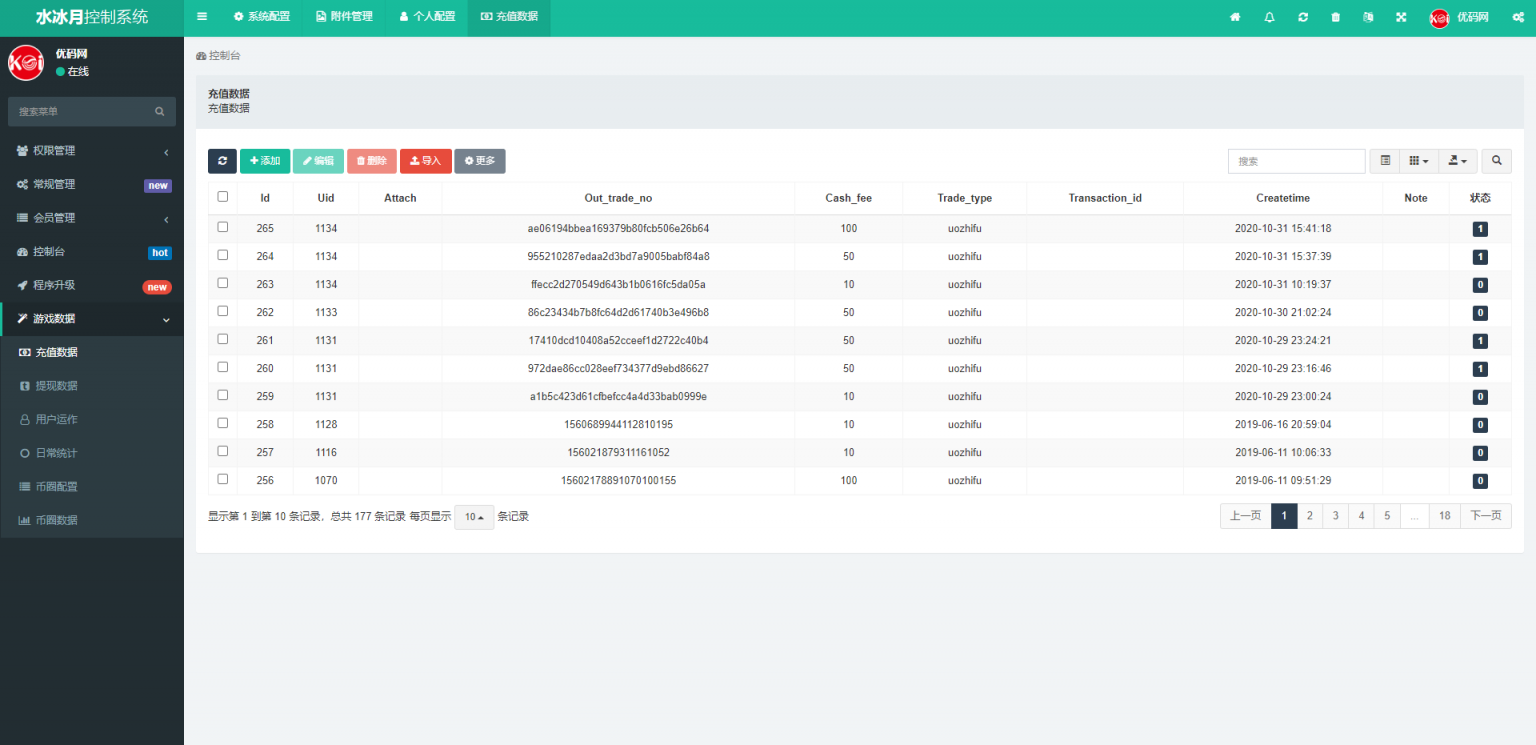 水冰月控制系统
系统配置 附件管理 个人配置 充值数据 优码网
Koi 优码网
在线
控制台
搜索菜单
充值数据
充值数据
权限管理
常规管理 new
会员管理
控制台 hot
程序升级 new
游戏数据
充值数据
提现数据
用户运作
日常统计
币圈配置
币圈数据
添加 编辑 删除 导入 更多 搜索
Id Uid Attach Out_trade_no Cash_fee Trade_type Transaction_id Createtime Note 状态
265 1134 ae06194bbea169379b80fcb506e26b64 100 uozhifu 2020-10-31 15:41:18 1
264 1134 955210287edaa2d3bd7a9005babf84a8 50 uozhifu 2020-10-31 15:37:39 1
263 1134 ffecc2d270549d643b1b0616fc5da05a 10 uozhifu 2020-10-31 10:19:37 0
262 1133 86c23434b7b8fc64d2d61740b3e496b8 50 uozhifu 2020-10-30 21:02:24 0
261 1131 17410dcd10408a52cceef1d2722c40b4 50 uozhifu 2020-10-29 23:24:21 1
260 1131 972dae86cc028eef734377d9ebd86627 50 uozhifu 2020-10-29 23:16:46 1
259 1131 a1b5c423d61cfbefcc4a4d33bab0999e 10 uozhifu 2020-10-29 23:00:24 0
258 1128 1560689944112810195 10 uozhifu 2019-06-16 20:59:04 0
257 1116 156021879311161052 10 uozhifu 2019-06-11 10:06:33 0
256 1070 15602178891070100155 100 uozhifu 2019-06-11 09:51:29 0
显示第 1 到第 10 条记录，总共 177 条记录 每页显示 10 条记录 上一页 1 2 3 4 5 ... 18 下一页